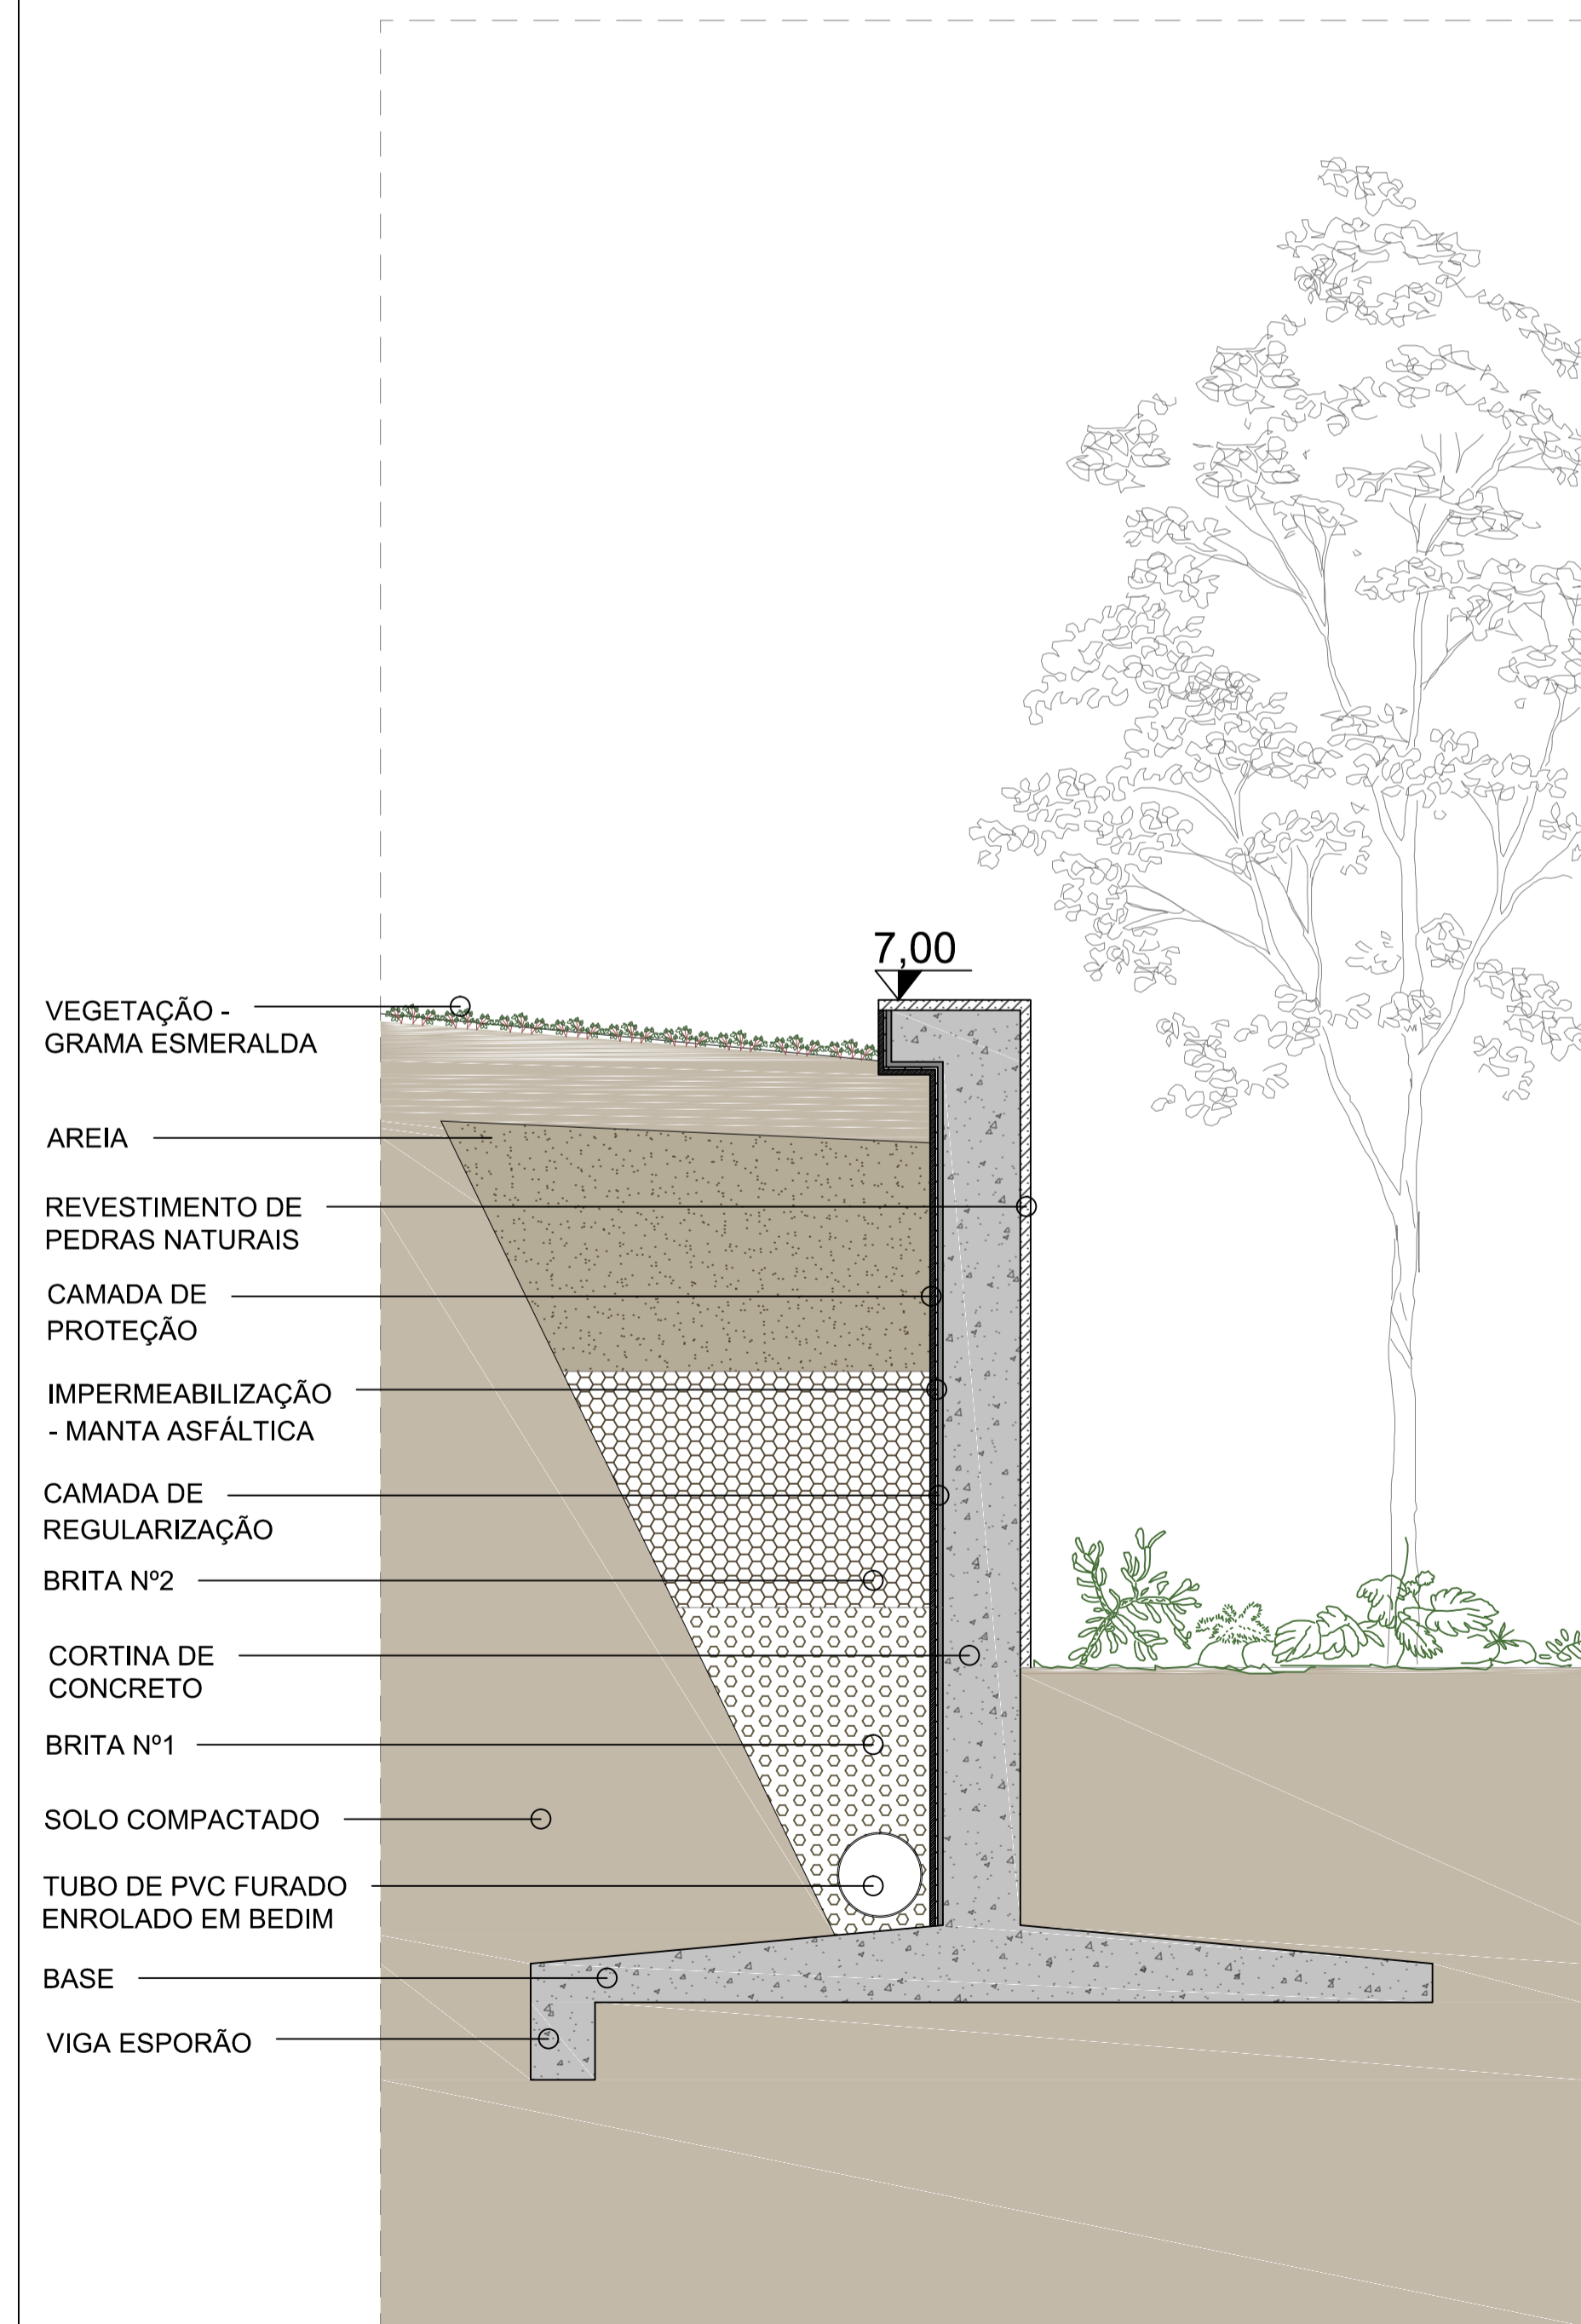 7,00
VEGETAÇÃO -
GRAMA ESMERALDA
AREIA
REVESTIMENTO DE
PEDRAS NATURAIS
CAMADA DE
PROTEÇÃO
IMPERMEABILIZAÇÃO
- MANTA ASFÁLTICA
CAMADA DE
REGULARIZAÇÃO
BRITA Nº2
CORTINA DE
CONCRETO
BRITA Nº1
SOLO COMPACTADO
TUBO DE PVC FURADO
ENROLADO EM BEDIM
BASE
VIGA ESPORÃO